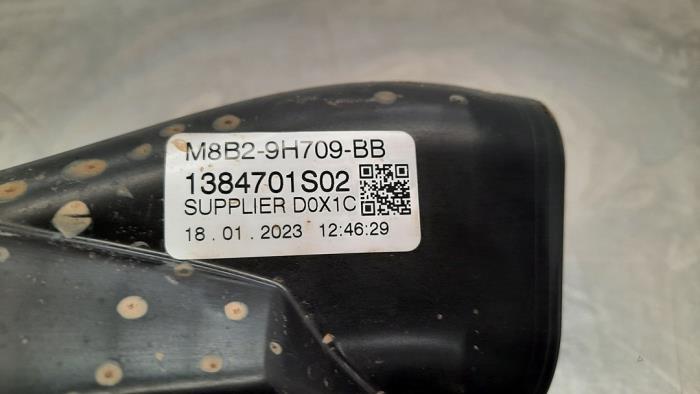 M8B2-9H709-BB
1384701S02
SUPPLIER D0X1C
18.01.2023 12:46:29